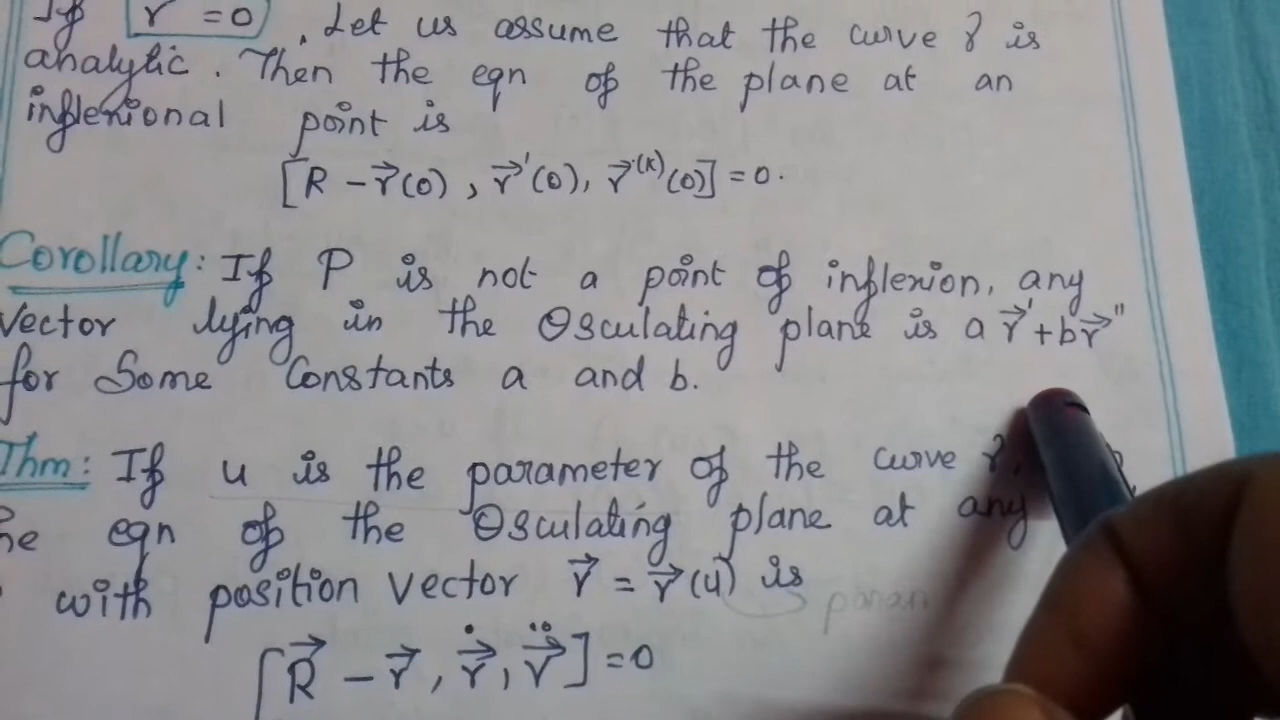 If r = 0 . Let us assume that the curve γ is
analytic. Then the eqn of the plane at an
inflexional point is
[R - r⃗(0), r⃗'(0), r⃗^(k)(0)] = 0.
Corollary: If P is not a point of inflexion, any
vector lying in the Osculating plane is a r⃗' + b r⃗"
for Some Constants a and b.
Thm: If u is the parameter of the curve γ,
he eqn of the Osculating plane at any
with position vector r⃗ = r⃗(u) is
param
[R⃗ - r⃗, ṙ⃗, r̈⃗] = 0